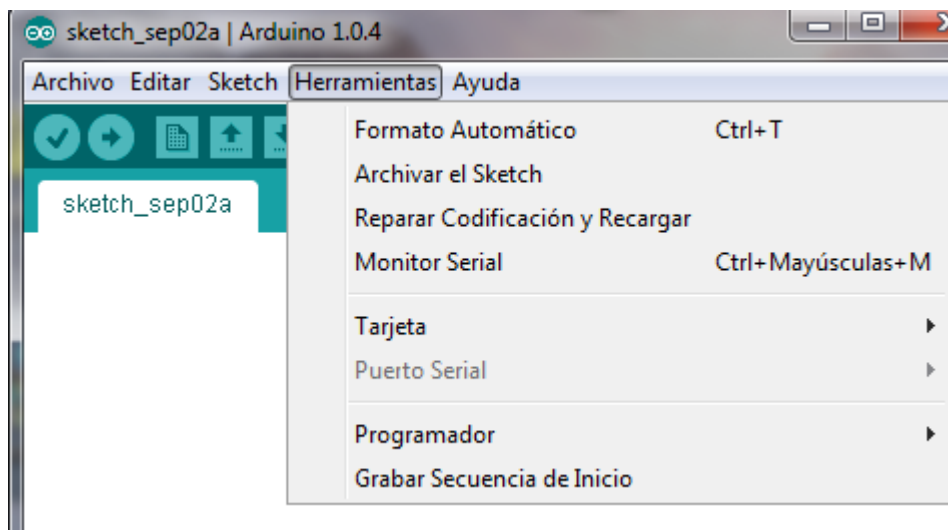 sketch_sep02a | Arduino 1.0.4
Archivo Editar Sketch Herramientas Ayuda
Formato Automático Ctrl+T
Archivar el Sketch
sketch_sep02a
Reparar Codificación y Recargar
Monitor Serial Ctrl+Mayúsculas+M
Tarjeta
Puerto Serial
Programador
Grabar Secuencia de Inicio